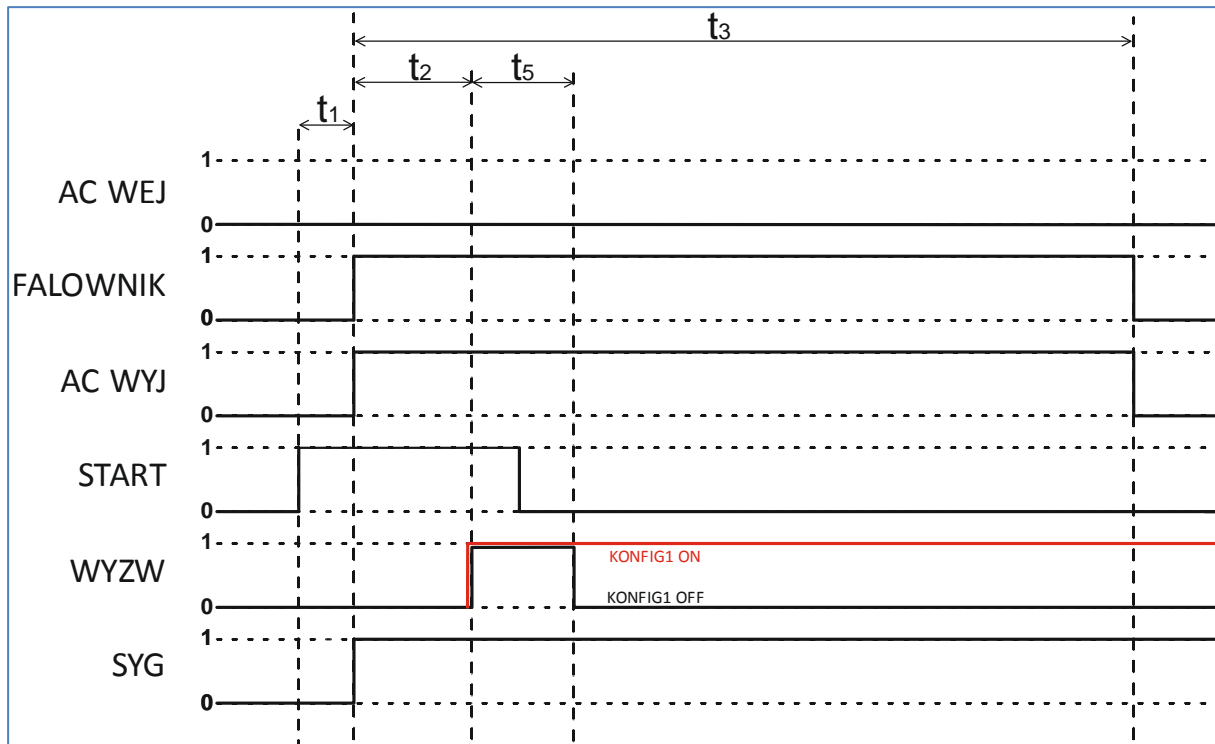 t3
t2
t5
t1
1
AC WEJ
0
1
FALOWNIK
0
1
AC WYJ
0
1
START
0
1
KONFIG1 ON
WYZW
KONFIG1 OFF
0
1
SYG
0